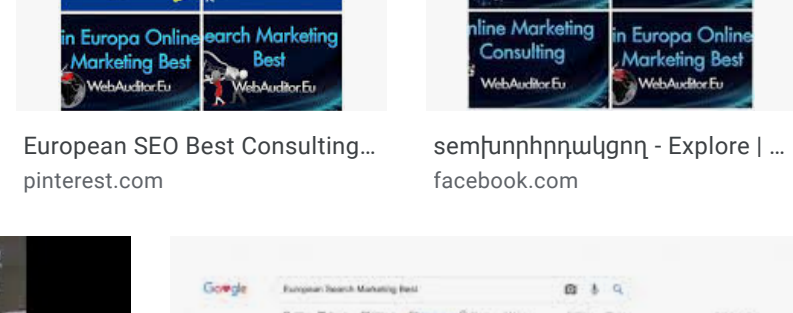 in Europa Online earch Marketing
Marketing Best Best
WebAuditor.Eu WebAuditor.Eu
nline Marketing in Europa Online
Consulting Marketing Best
WebAuditor.Eu WebAuditor.Eu
European SEO Best Consulting...
pinterest.com
semխորհրդակցող - Explore | ...
facebook.com
Google European Search Marketing Best